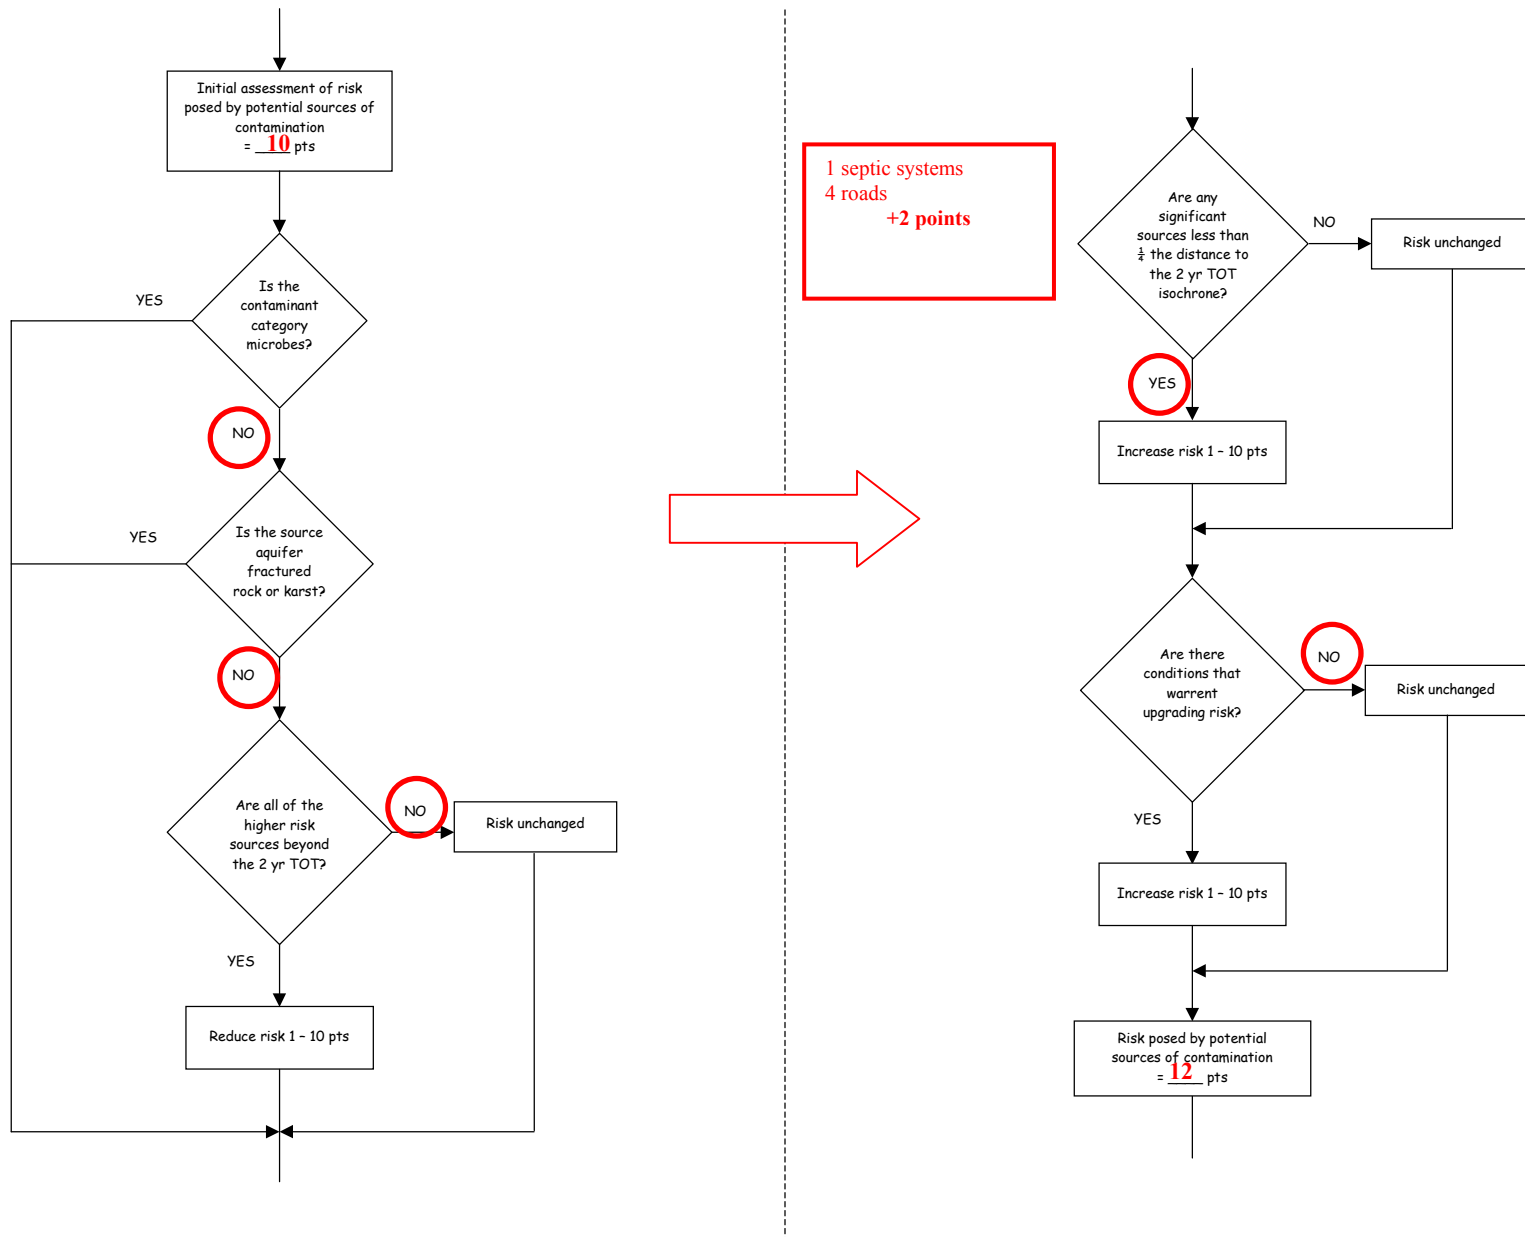 Initial assessment of risk
posed by potential sources of
contamination
= ____ 10 pts
Is the
contaminant
category
microbes?
YES
NO
Is the source
aquifer
fractured
rock or karst?
YES
NO
Are all of the
higher risk
sources beyond
the 2 yr TOT?
NO
Risk unchanged
YES
Reduce risk 1 – 10 pts
1 septic systems
4 roads
+2 points
Are any
significant
sources less than
¼ the distance to
the 2 yr TOT
isochrone?
NO
Risk unchanged
YES
Increase risk 1 – 10 pts
Are there
conditions that
warrent
upgrading risk?
NO
Risk unchanged
YES
Increase risk 1 – 10 pts
Risk posed by potential
sources of contamination
= ____ 12 pts